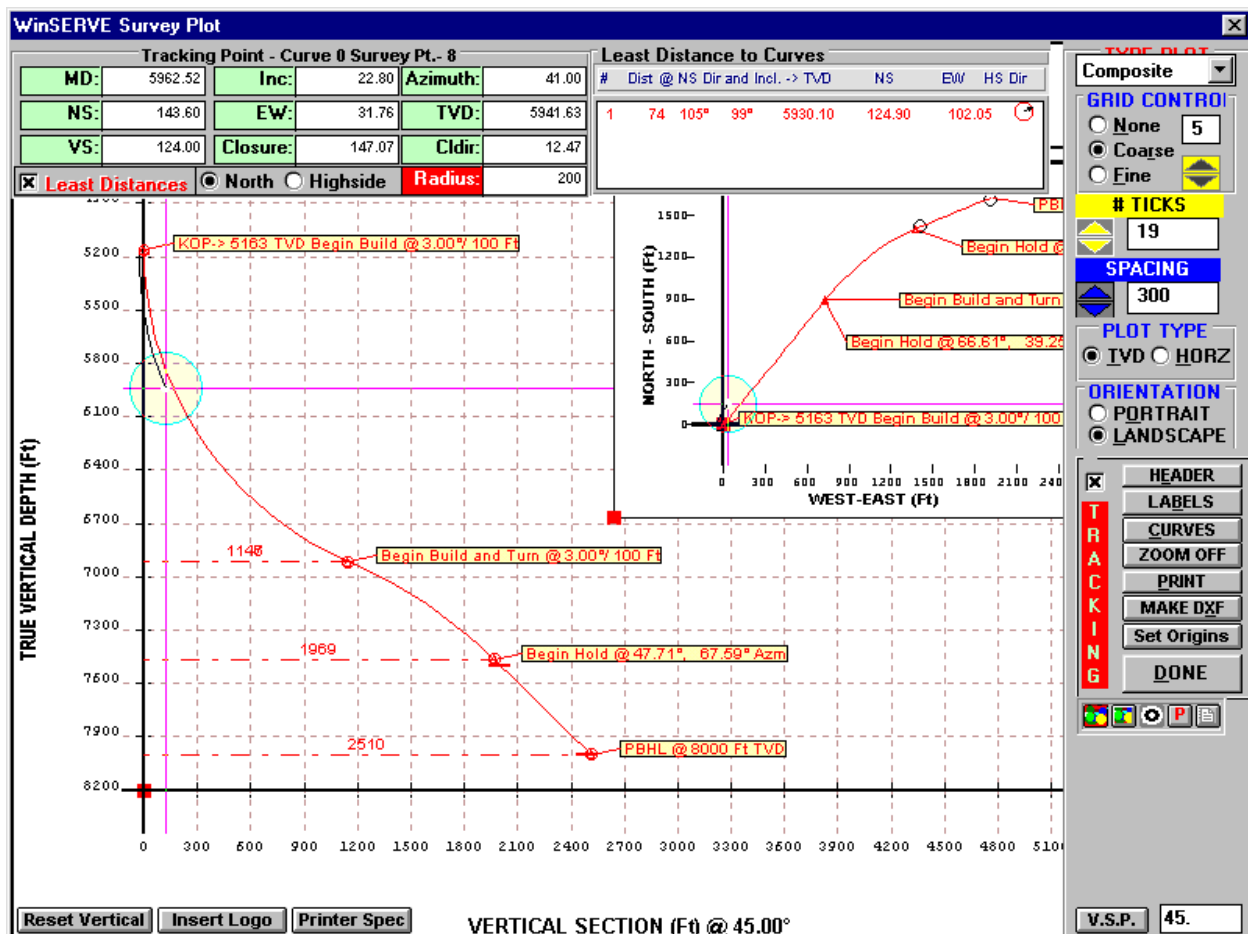 WinSERVE Survey Plot
Tracking Point - Curve 0 Survey Pt.- 8
MD: 5962.52 Inc: 22.80 Azimuth: 41.00
NS: 143.60 EW: 31.76 TVD: 5941.63
VS: 124.00 Closure: 147.07 Cldir: 12.47
Least Distances North Highside Radius: 200
Least Distance to Curves
# Dist @ NS Dir and Incl. -> TVD NS EW HS Dir
1 74 105° 99° 5930.10 124.90 102.05
TYPE PLOT
Composite
GRID CONTROL
None 5
Coarse
Fine
# TICKS
19
SPACING
300
PLOT TYPE
TVD HORZ
ORIENTATION
PORTRAIT
LANDSCAPE
TRACKING
HEADER
LABELS
CURVES
ZOOM OFF
PRINT
MAKE DXF
Set Origins
DONE
P
V.S.P. 45.
TRUE VERTICAL DEPTH (Ft)
5200
5500
5800
6100
6400
6700
7000
7300
7600
7900
8200
KOP-> 5163 TVD Begin Build @ 3.00°/ 100 Ft
Begin Build and Turn @ 3.00°/ 100 Ft
1969
Begin Hold @ 47.71°, 67.59° Azm
2510
PBHL @ 8000 Ft TVD
0 300 600 900 1200 1500 1800 2100 2400 2700 3000 3300 3600 3900 4200 4500 4800 5100
VERTICAL SECTION (Ft) @ 45.00°
NORTH - SOUTH (Ft)
1500
1200
900
600
300
0
PBH
Begin Hold @
Begin Build and Turn
Begin Hold @ 66.61°, 39.25
KOP-> 5163 TVD Begin Build @ 3.00°/ 100
0 300 600 900 1200 1500 1800 2100 240
WEST-EAST (Ft)
Reset Vertical
Insert Logo
Printer Spec